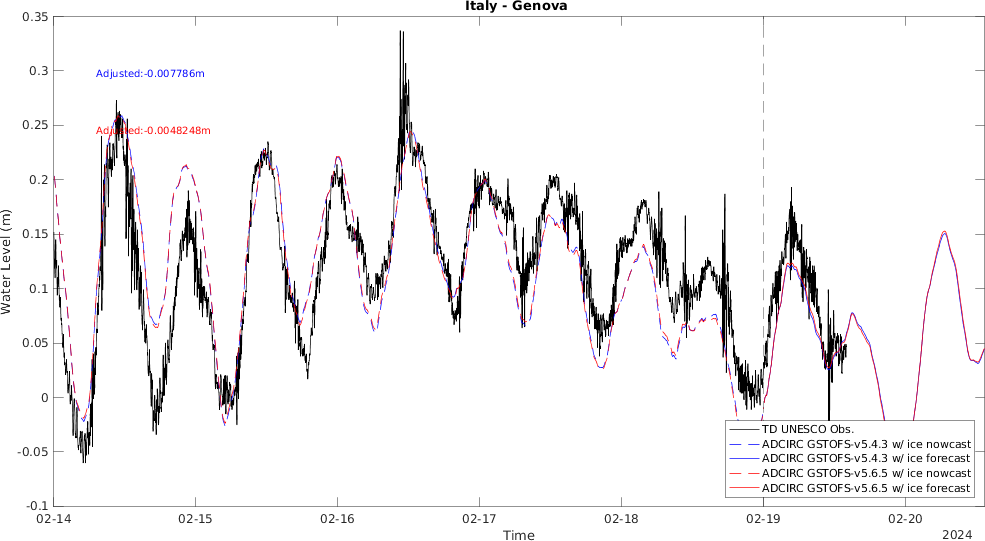 Italy - Genova
0.35
0.3
0.25
0.2
0.15
0.1
0.05
0
-0.05
-0.1
Water Level (m)
Adjusted:-0.007786m
Adjusted:-0.0048248m
TD UNESCO Obs.
ADCIRC GSTOFS-v5.4.3 w/ ice nowcast
ADCIRC GSTOFS-v5.4.3 w/ ice forecast
ADCIRC GSTOFS-v5.6.5 w/ ice nowcast
ADCIRC GSTOFS-v5.6.5 w/ ice forecast
02-14 02-15 02-16 02-17 02-18 02-19 02-20
Time
2024